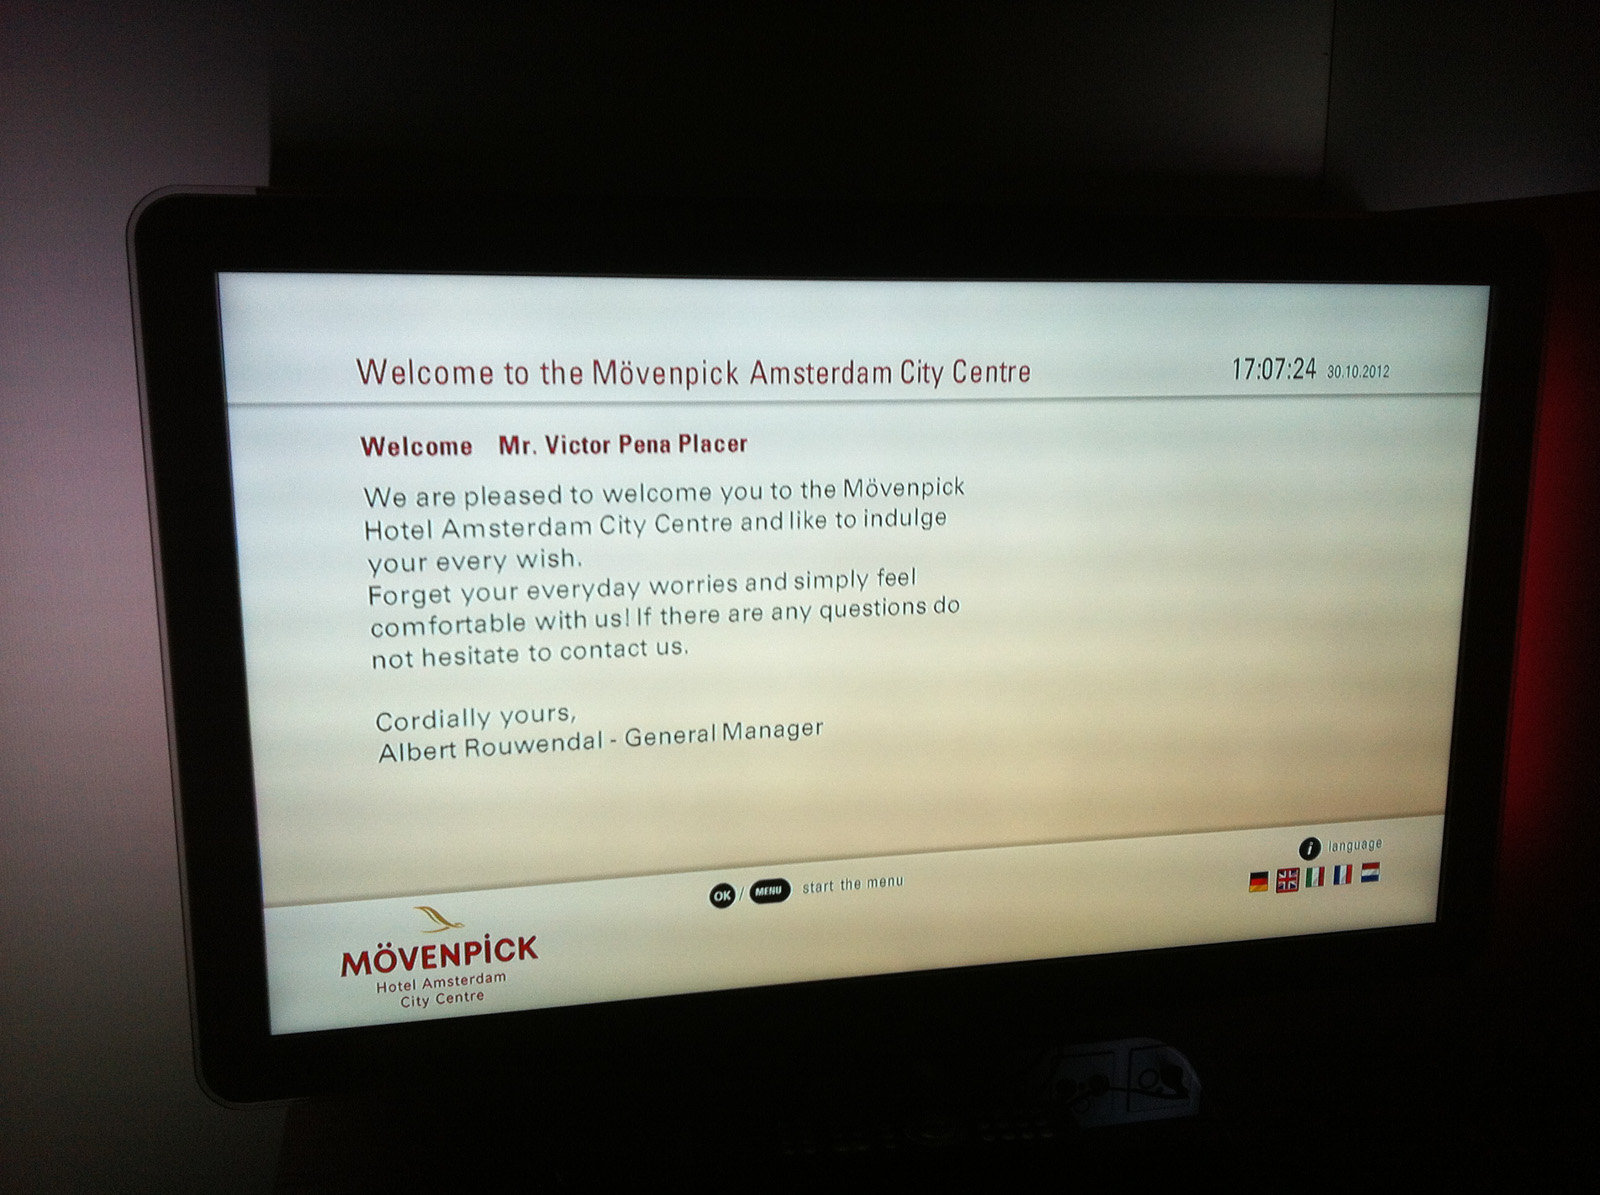 Welcome to the Mövenpick Amsterdam City Centre
17:07:24 30.10.2012
Welcome Mr. Victor Pena Placer
We are pleased to welcome you to the Mövenpick
Hotel Amsterdam City Centre and like to indulge
your every wish.
Forget your everyday worries and simply feel
comfortable with us! If there are any questions do
not hesitate to contact us.
Cordially yours,
Albert Rouwendal - General Manager
i language
OK / MENU start the menu
MÖVENPICK
Hotel Amsterdam
City Centre